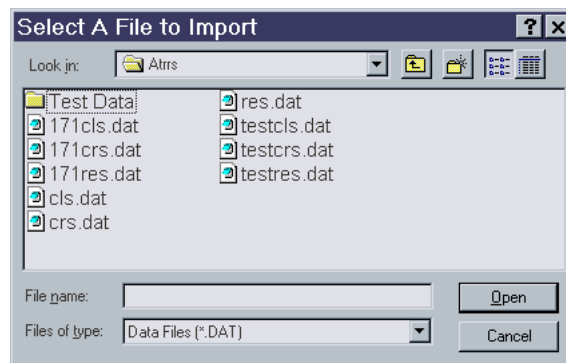 Select A File to Import
Look in: Atrrs
Test Data
171cls.dat
171crs.dat
171res.dat
cls.dat
crs.dat
res.dat
testcls.dat
testcrs.dat
testres.dat
File name:
Open
Files of type: Data Files (*.DAT)
Cancel